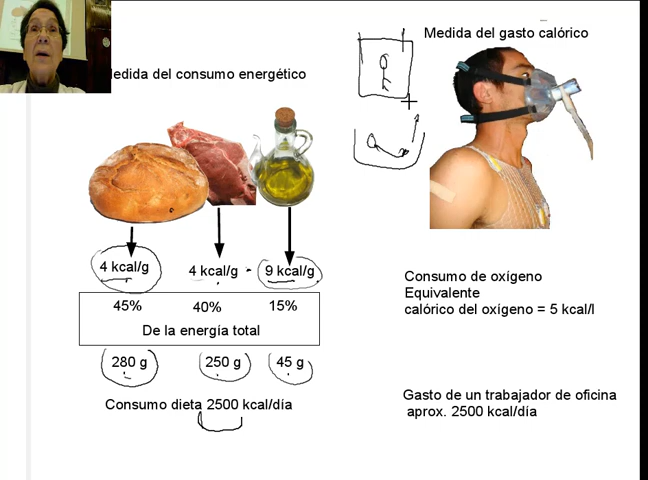 Medida del gasto calórico
edida del consumo energético
4 kcal/g
4 kcal/g
9 kcal/g
45%
40%
15%
De la energía total
280 g
250 g
45 g
Consumo dieta 2500 kcal/día
Consumo de oxígeno
Equivalente
calórico del oxígeno = 5 kcal/l
Gasto de un trabajador de oficina
aprox. 2500 kcal/día